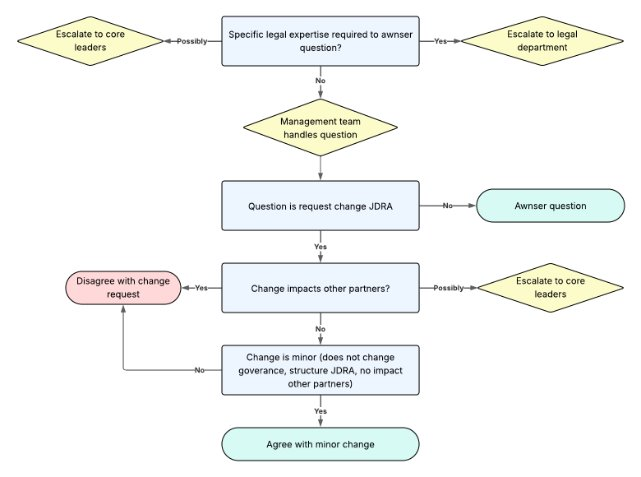 Escalate to core
leaders
Possibly
Specific legal expertise required to awnser
question?
Yes
Escalate to legal
department
No
Management team
handles question
Question is request change JDRA
No
Awnser question
Yes
Disagree with change
request
Yes
Change impacts other partners?
Possibly
Escalate to core
leaders
No
Change is minor (does not change
goverance, structure JDRA, no impact
other partners)
No
Yes
Agree with minor change